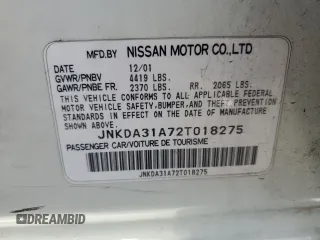 MFD.BY NISSAN MOTOR CO.,LTD
DATE 12/01
GVWR/PNBV 4419 LBS.
GAWR/PNBE FR. 2370 LBS. RR. 2065 LBS.
THIS VEHICLE CONFORMS TO ALL APPLICABLE FEDERAL
MOTOR VEHICLE SAFETY, BUMPER, AND THEFT PREVENTION
STANDARDS IN EFFECT ON THE DATE OF MANUFACTURE
SHOWN ABOVE.
JNKDA31A72T018275
PASSENGER CAR/VOITURE DE TOURISME
JNKDA31A72T018275
© DREAMBID
DREAMBID.COM